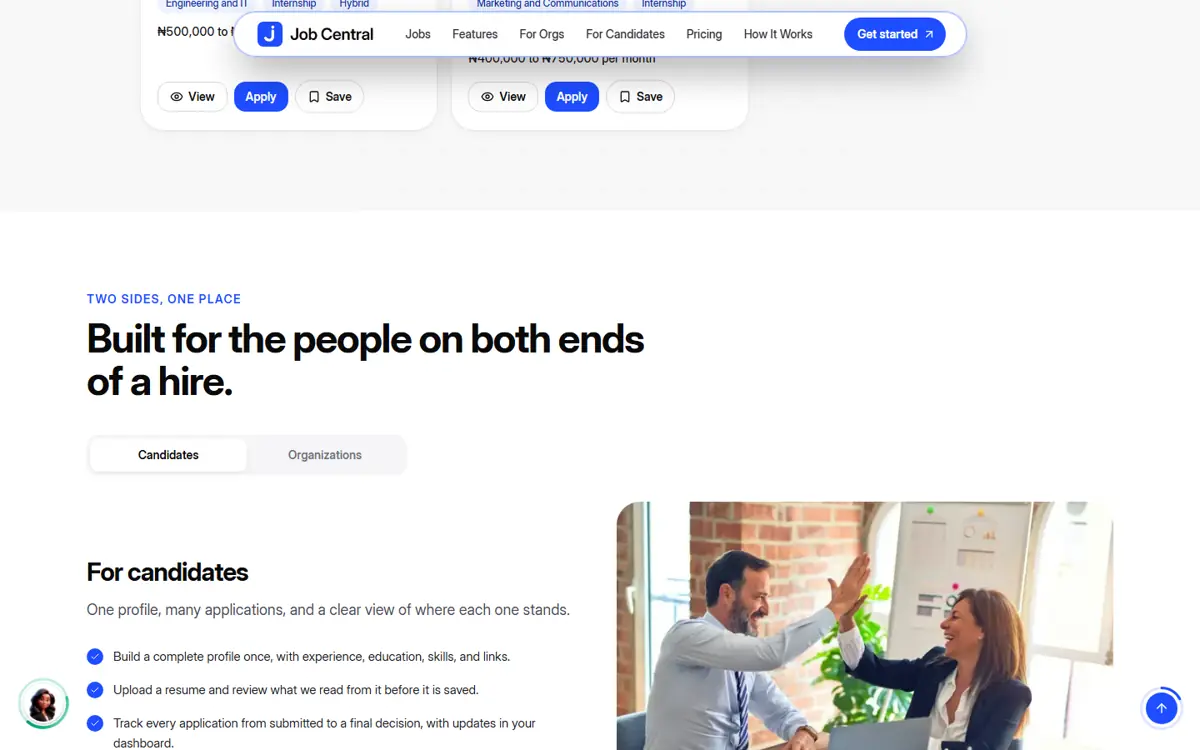 Engineering and IT Internship Hybrid
Marketing and Communications Internship
₦500,000 to
J Job Central Jobs Features For Orgs For Candidates Pricing How It Works Get started
₦400,000 to ₦750,000 per month
View Apply Save
View Apply Save
TWO SIDES, ONE PLACE
Built for the people on both ends
of a hire.
Candidates Organizations
For candidates
One profile, many applications, and a clear view of where each one stands.
Build a complete profile once, with experience, education, skills, and links.
Upload a resume and review what we read from it before it is saved.
Track every application from submitted to a final decision, with updates in your
dashboard.